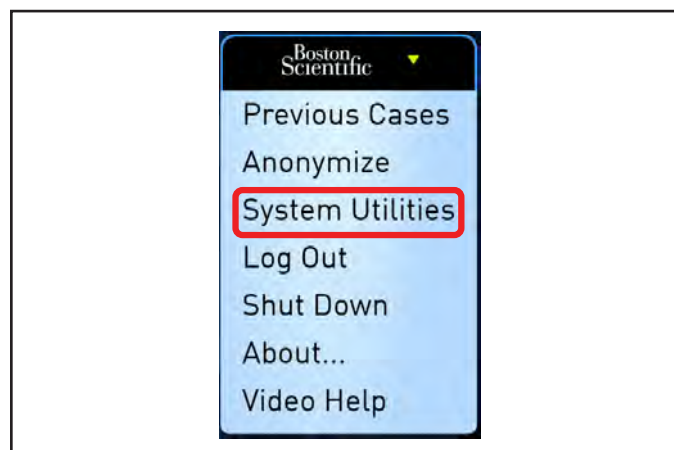 Boston
Scientific
Previous Cases
Anonymize
System Utilities
Log Out
Shut Down
About...
Video Help